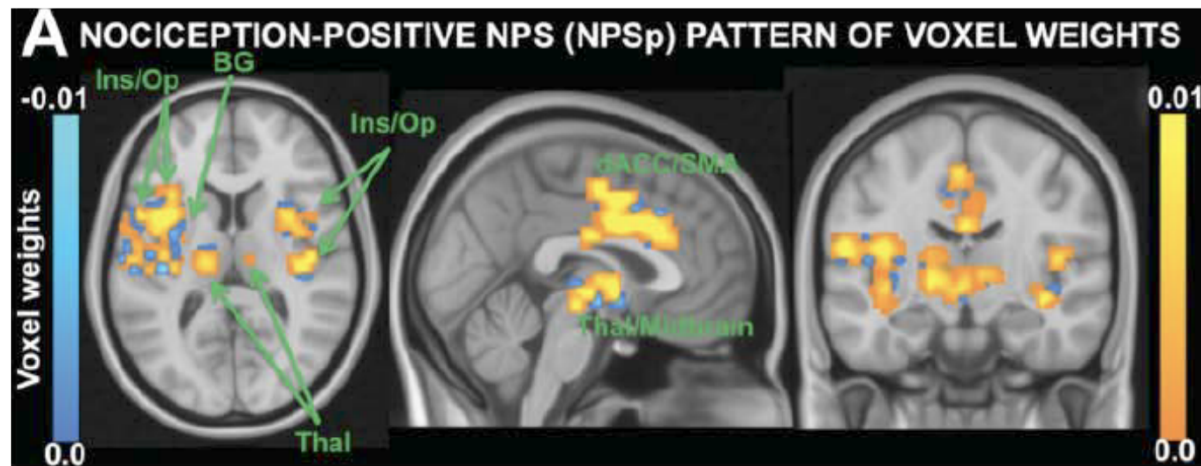 A NOCICEPTION-POSITIVE NPS (NPSp) PATTERN OF VOXEL WEIGHTS
BG
Ins/Op
-0.01
0.01
Ins/Op
dACC/SMA
Voxel weights
Thal/Midbrain
Thal
0.0
0.0